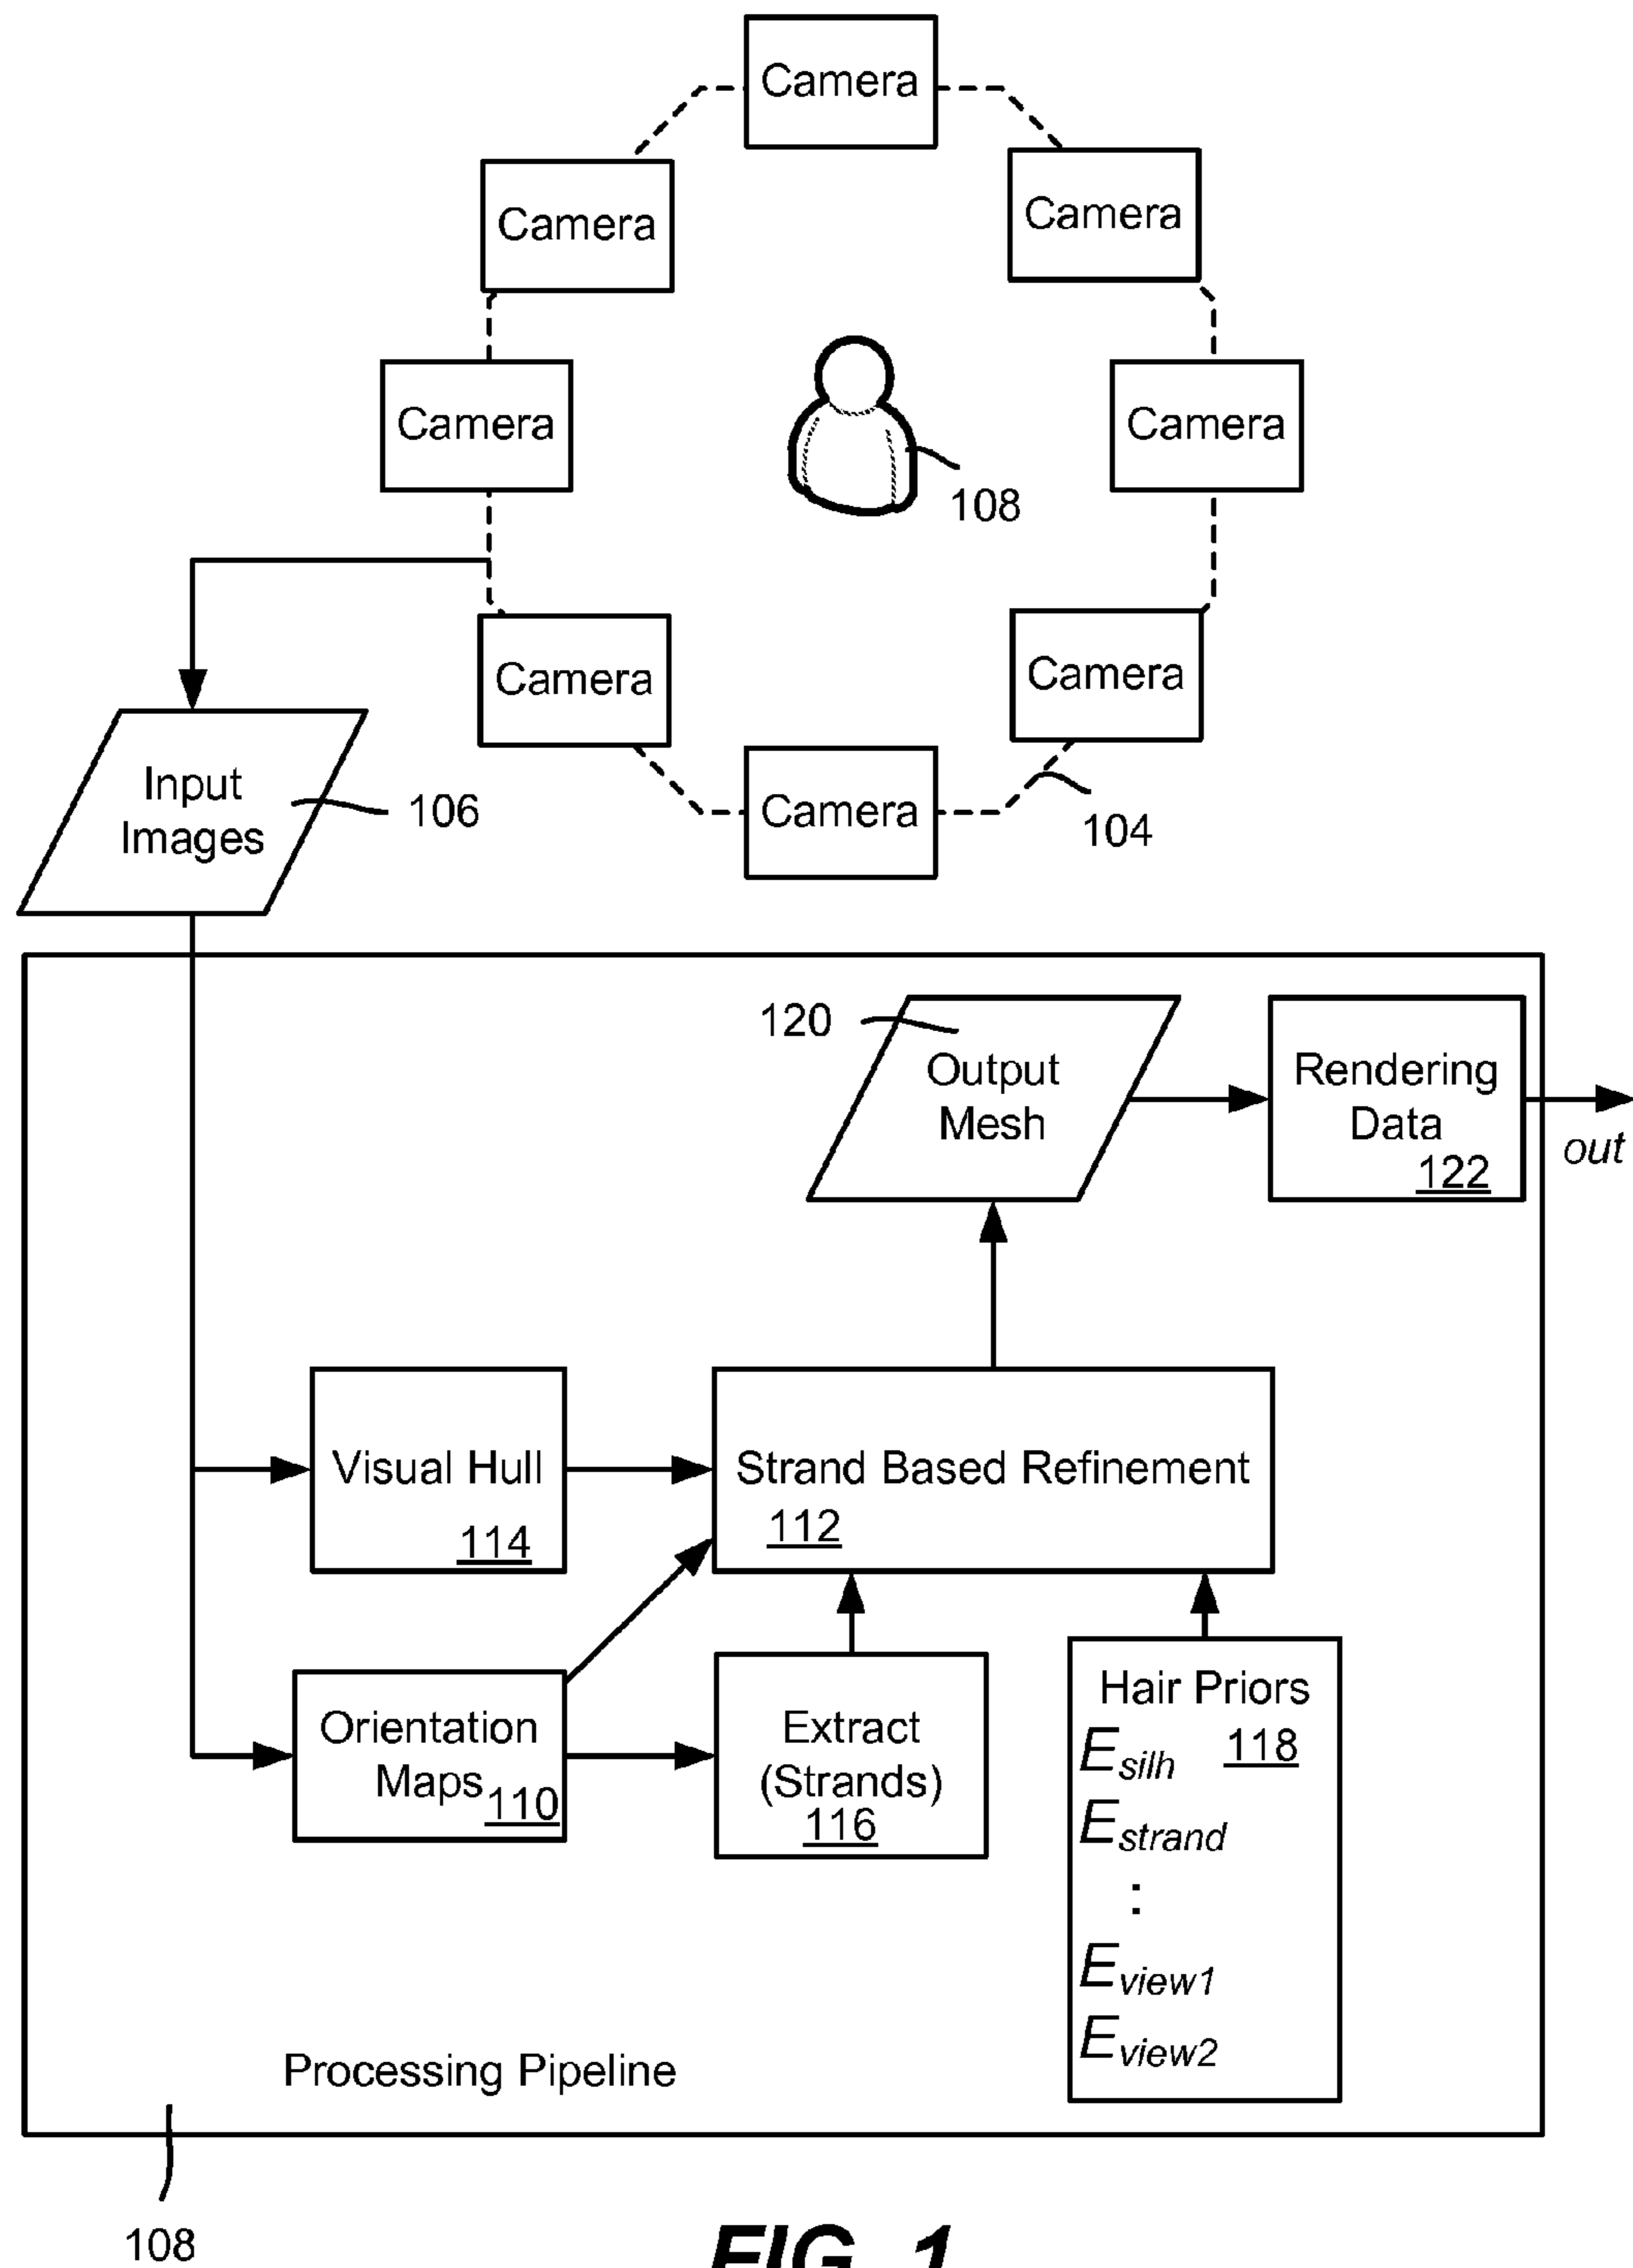 Camera
Camera
Camera
Camera
Camera
108
Camera
Camera
Camera
104
Input
Images
106
120
Output
Mesh
Rendering
Data
122
out
Visual Hull
114
Strand Based Refinement
112
Orientation
Maps
110
Extract
(Strands)
116
Hair Priors
118
Esilh
Estrand
:
Eview1
Eview2
Processing Pipeline
108
FIG. 1